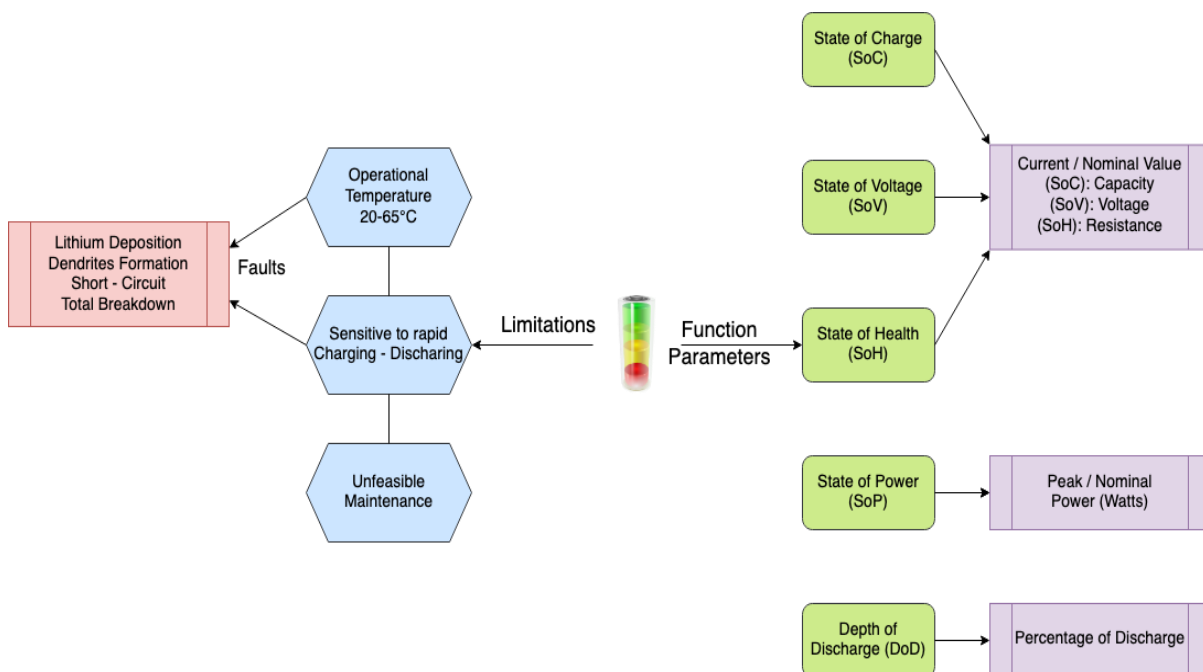 State of Charge
(SoC)
Operational
Temperature
20-65°C
State of Voltage
(SoV)
Current / Nominal Value
(SoC): Capacity
(SoV): Voltage
(SoH): Resistance
Lithium Deposition
Dendrites Formation
Short - Circuit
Total Breakdown
Faults
Sensitive to rapid
Charging - Discharing
Limitations
Function
Parameters
State of Health
(SoH)
Unfeasible
Maintenance
State of Power
(SoP)
Peak / Nominal
Power (Watts)
Depth of
Discharge (DoD)
Percentage of Discharge